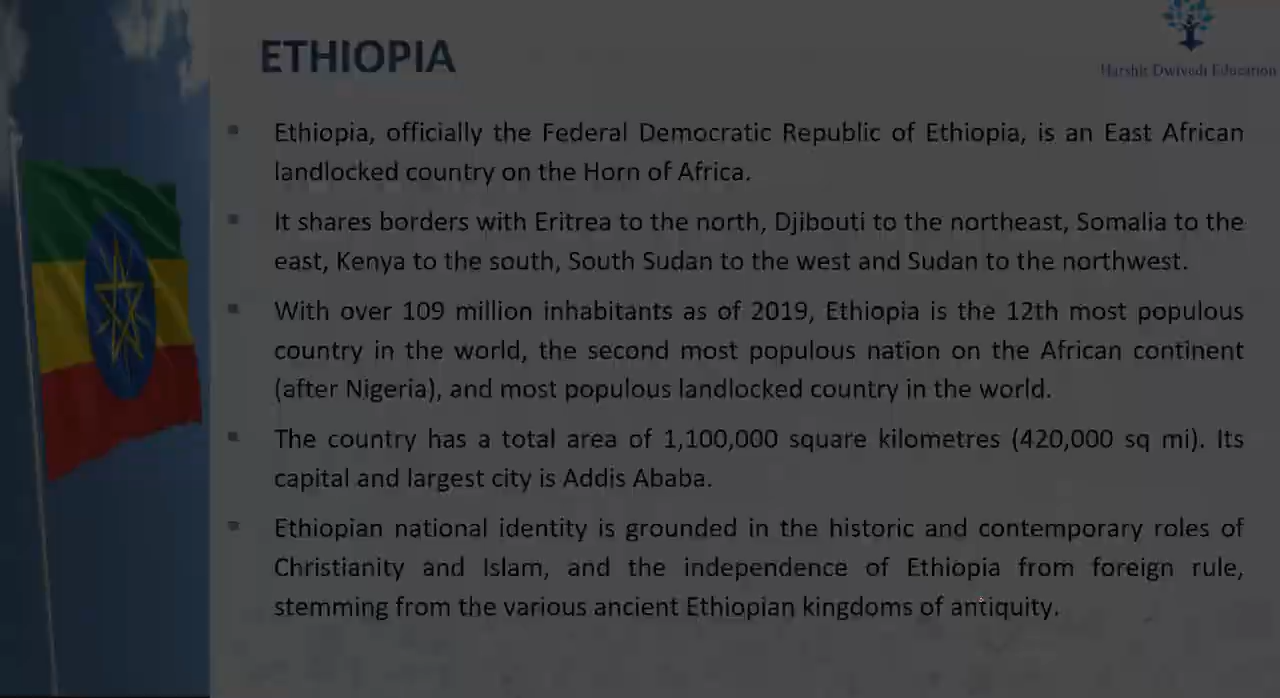 Harshit Dwivedi Education
ETHIOPIA
Ethiopia, officially the Federal Democratic Republic of Ethiopia, is an East African
landlocked country on the Horn of Africa.
It shares borders with Eritrea to the north, Djibouti to the northeast, Somalia to the
east, Kenya to the south, South Sudan to the west and Sudan to the northwest.
With over 109 million inhabitants as of 2019, Ethiopia is the 12th most populous
country in the world, the second most populous nation on the African continent
(after Nigeria), and most populous landlocked country in the world.
The country has a total area of 1,100,000 square kilometres (420,000 sq mi). Its
capital and largest city is Addis Ababa.
Ethiopian national identity is grounded in the historic and contemporary roles of
Christianity and Islam, and the independence of Ethiopia from foreign rule,
stemming from the various ancient Ethiopian kingdoms of antiquity.